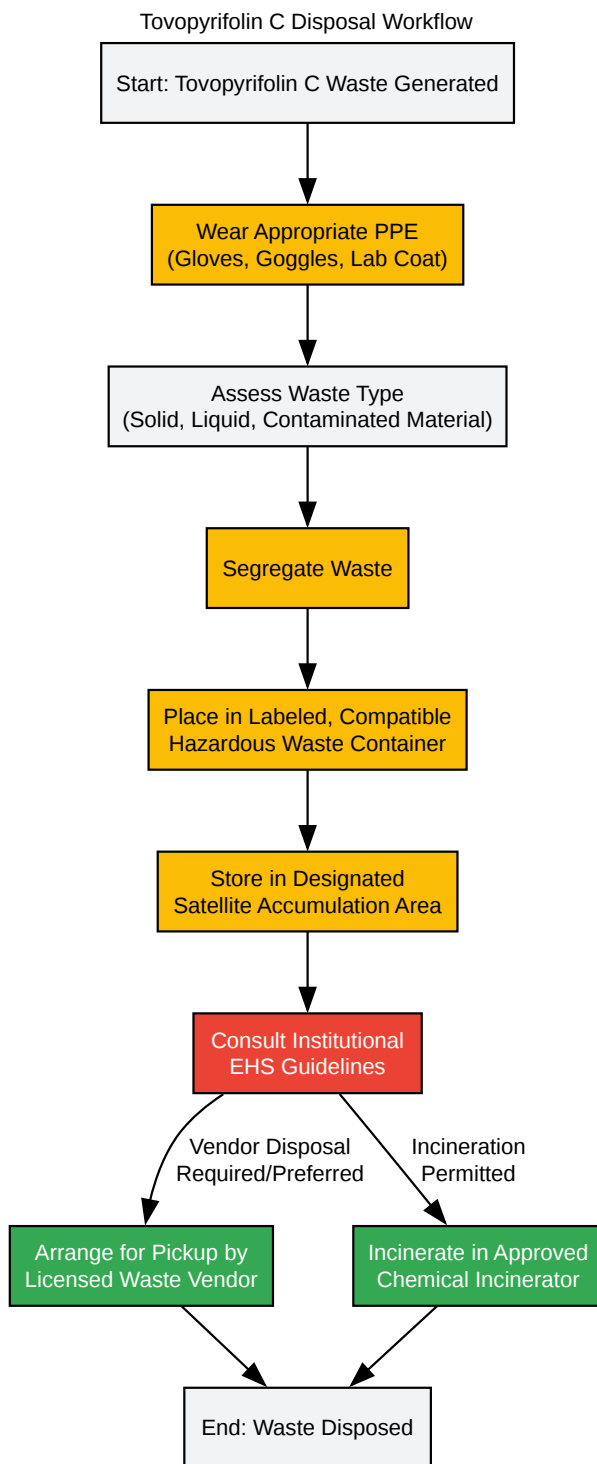 Tovopyrifolin C Disposal Workflow
Start: Tovopyrifolin C Waste Generated
Wear Appropriate PPE
(Gloves, Goggles, Lab Coat)
Assess Waste Type
(Solid, Liquid, Contaminated Material)
Segregate Waste
Place in Labeled, Compatible
Hazardous Waste Container
Store in Designated
Satellite Accumulation Area
Consult Institutional
EHS Guidelines
Vendor Disposal
Required/Preferred
Incineration
Permitted
Arrange for Pickup by
Licensed Waste Vendor
Incinerate in Approved
Chemical Incinerator
End: Waste Disposed